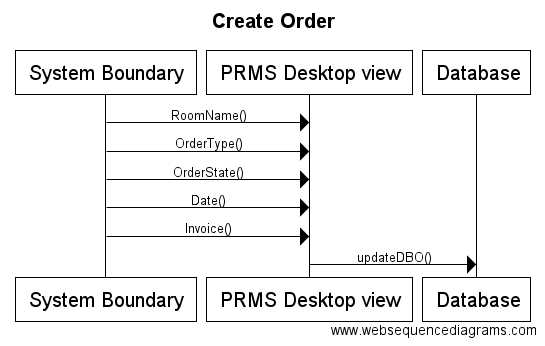 Create Order
System Boundary PRMS Desktop view Database
RoomName()
OrderType()
OrderState()
Date()
Invoice()
updateDBO()
System Boundary PRMS Desktop view Database
www.websequencediagrams.com